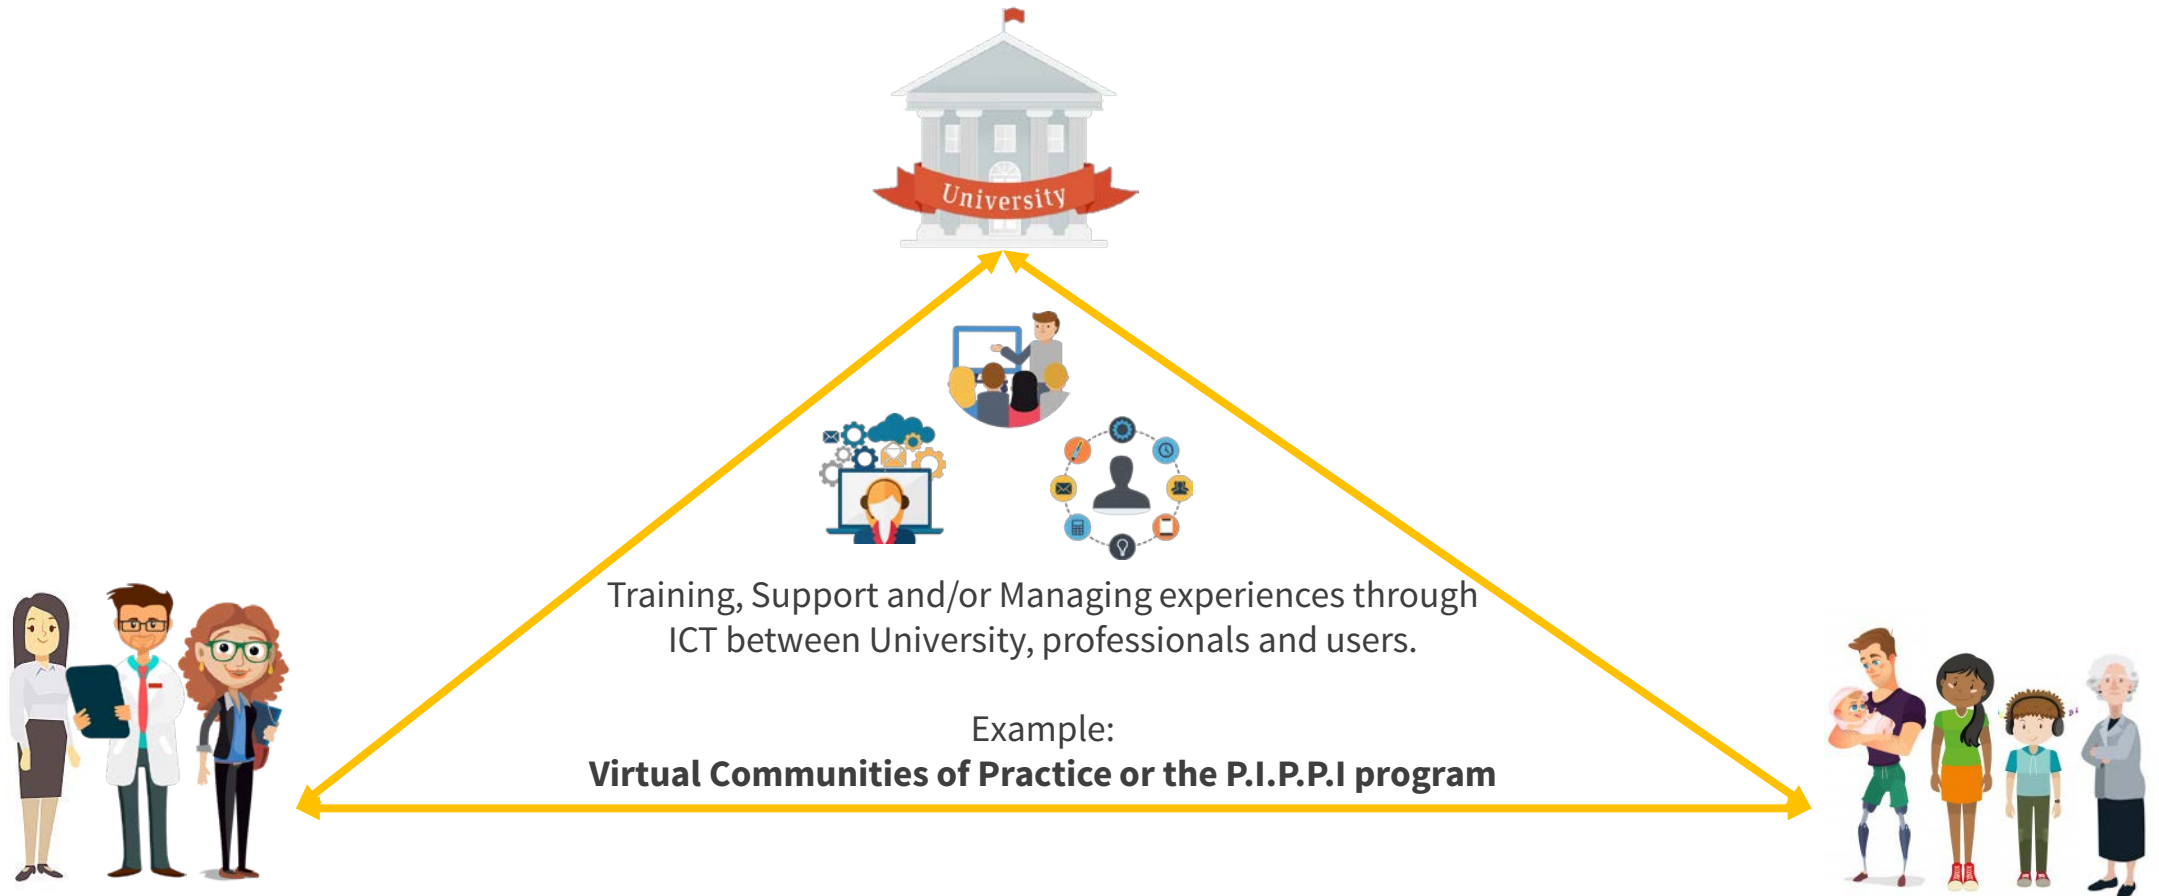 University
Training, Support and/or Managing experiences through
ICT between University, professionals and users.
Example:
Virtual Communities of Practice or the P.I.P.P.I program